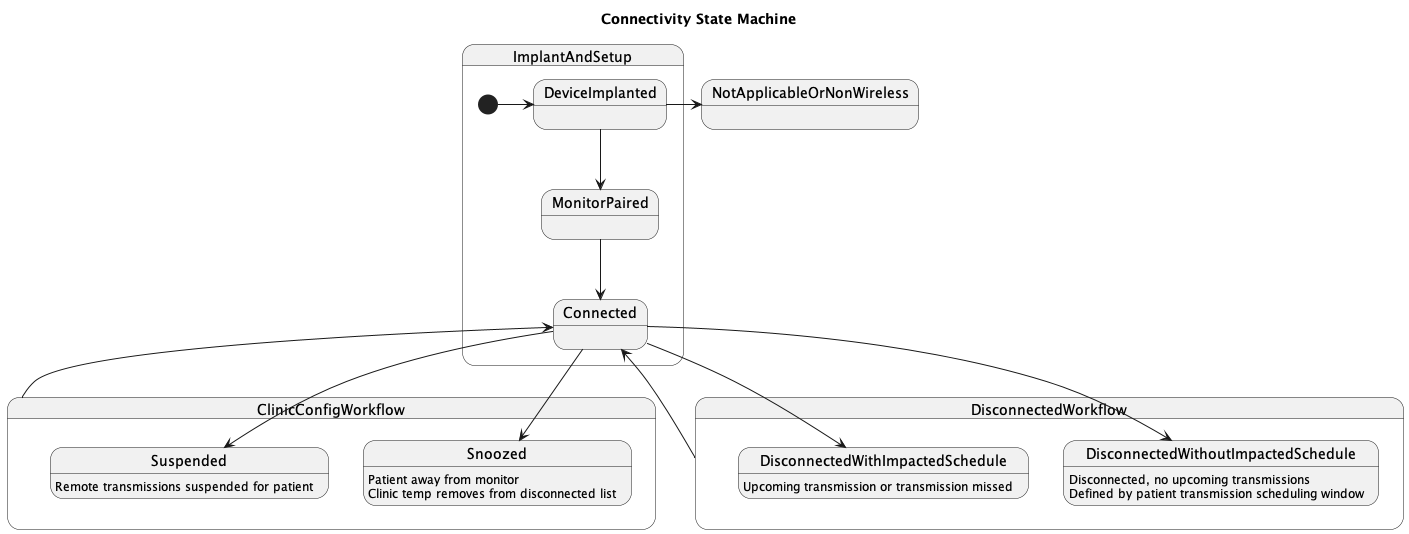 Connectivity State Machine
ImplantAndSetup
DeviceImplanted
NotApplicableOrNonWireless
MonitorPaired
Connected
ClinicConfigWorkflow
Suspended
Remote transmissions suspended for patient
Snoozed
Patient away from monitor
Clinic temp removes from disconnected list
DisconnectedWorkflow
DisconnectedWithImpactedSchedule
Upcoming transmission or transmission missed
DisconnectedWithoutImpactedSchedule
Disconnected, no upcoming transmissions
Defined by patient transmission scheduling window